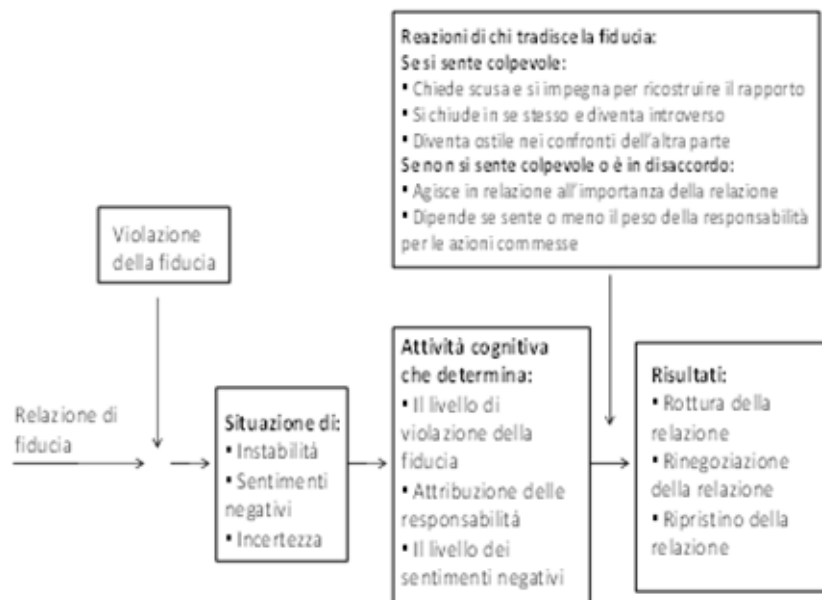 Reazioni di chi tradisce la fiducia:
Se si sente colpevole:
▪ Chiede scusa e si impegna per ricostruire il rapporto
▪ Si chiude in se stesso e diventa introverso
▪ Diventa ostile nei confronti dell'altra parte
Se non si sente colpevole o è in disaccordo:
▪ Agisce in relazione all'importanza della relazione
▪ Dipende se sente o meno il peso della responsabilità
per le azioni commesse
Violazione
della fiducia
Relazione di
fiducia
Situazione di:
▪ Instabilità
▪ Sentimenti
negativi
▪ Incertezza
Attività cognitiva
che determina:
▪ Il livello di
violazione della
fiducia
▪ Attribuzione delle
responsabilità
▪ Il livello dei
sentimenti negativi
Risultati:
▪ Rottura della
relazione
▪ Rinegoziazione
della relazione
▪ Ripristino della
relazione